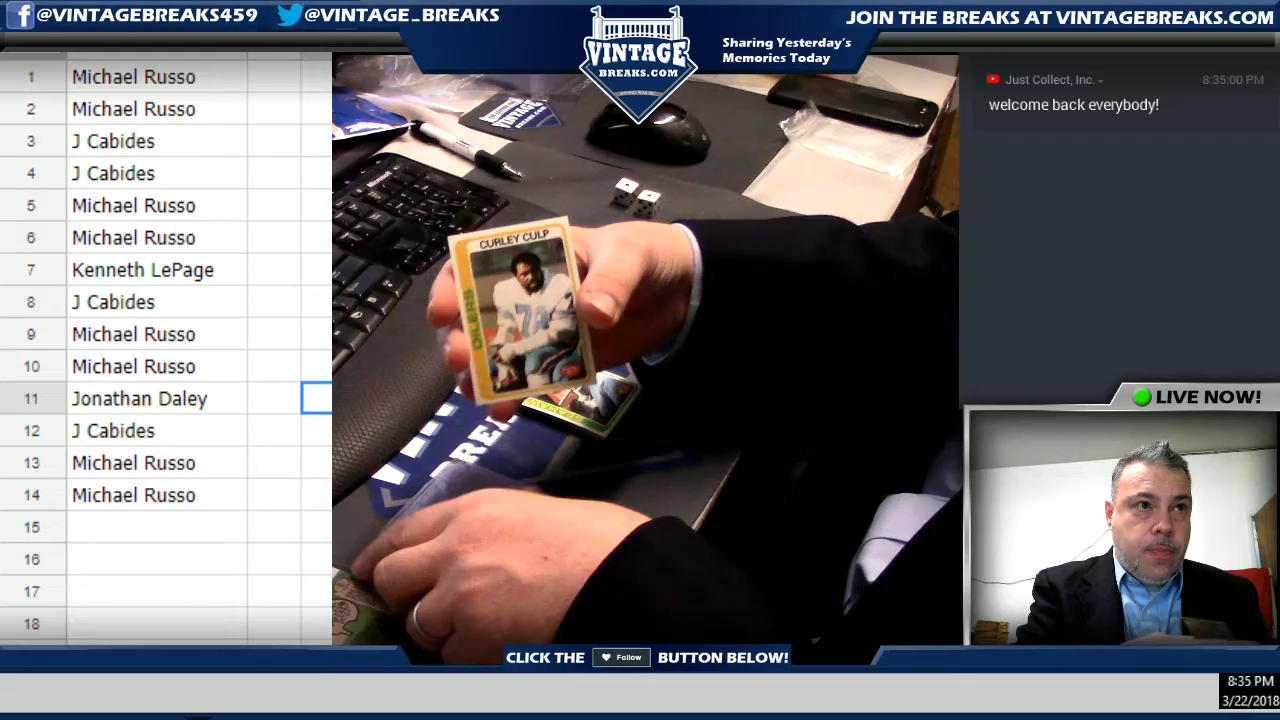 @VINTAGEBREAKS459
@VINTAGE_BREAKS
VINTAGE
BREAKS.COM
Sharing Yesterday's
Memories Today
JOIN THE BREAKS AT VINTAGEBREAKS.COM
1 Michael Russo
2 Michael Russo
3 J Cabides
4 J Cabides
5 Michael Russo
6 Michael Russo
7 Kenneth LePage
8 J Cabides
9 Michael Russo
10 Michael Russo
11 Jonathan Daley
12 J Cabides
13 Michael Russo
14 Michael Russo
15
16
17
18
VINTAGE
CURLEY CULP
OILERS
BREA
Just Collect, Inc.
8:35:00 PM
welcome back everybody!
LIVE NOW!
CLICK THE
Follow
BUTTON BELOW!
8:35 PM
3/22/2018